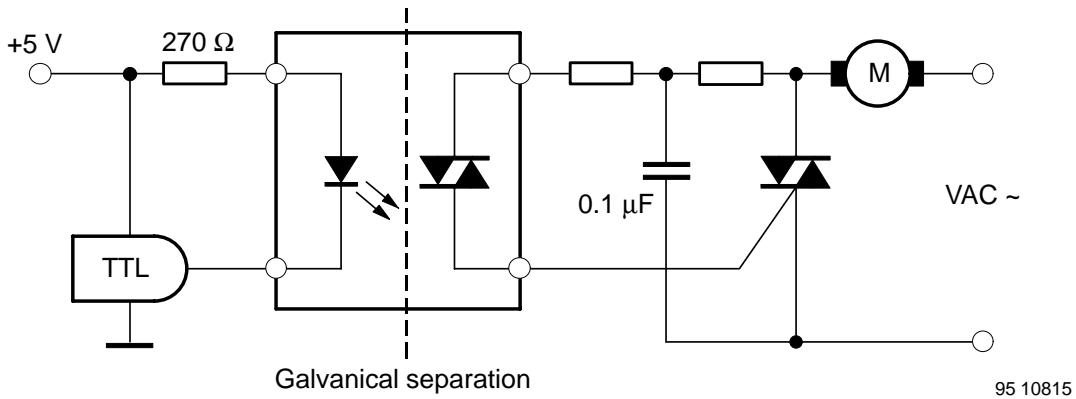 +5 V
270 Ω
M
0.1 μF
VAC ~
TTL
Galvanical separation
95 10815